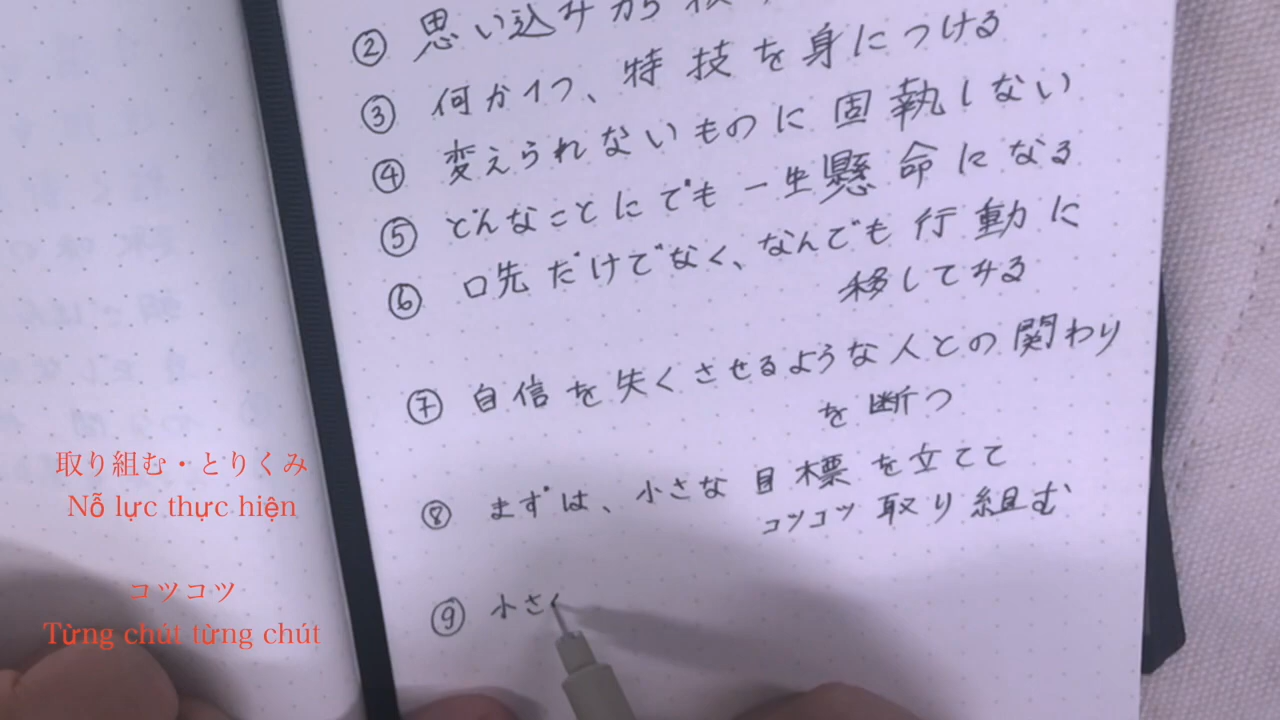 ② 思い込みから
③ 何か1つ、特技を身につける
④ 変えられないものに固執しない
⑤ どんなことにでも一生懸命になる
⑥ 口先だけでなく、なんでも行動に
移してみる
⑦ 自信を失くさせるような人との関わり
を断つ
⑧ まずは、小さな目標を立てて
コツコツ取り組む
⑨ 小さく
取り組む・とりくみ
Nỗ lực thực hiện
コツコツ
Từng chút từng chút